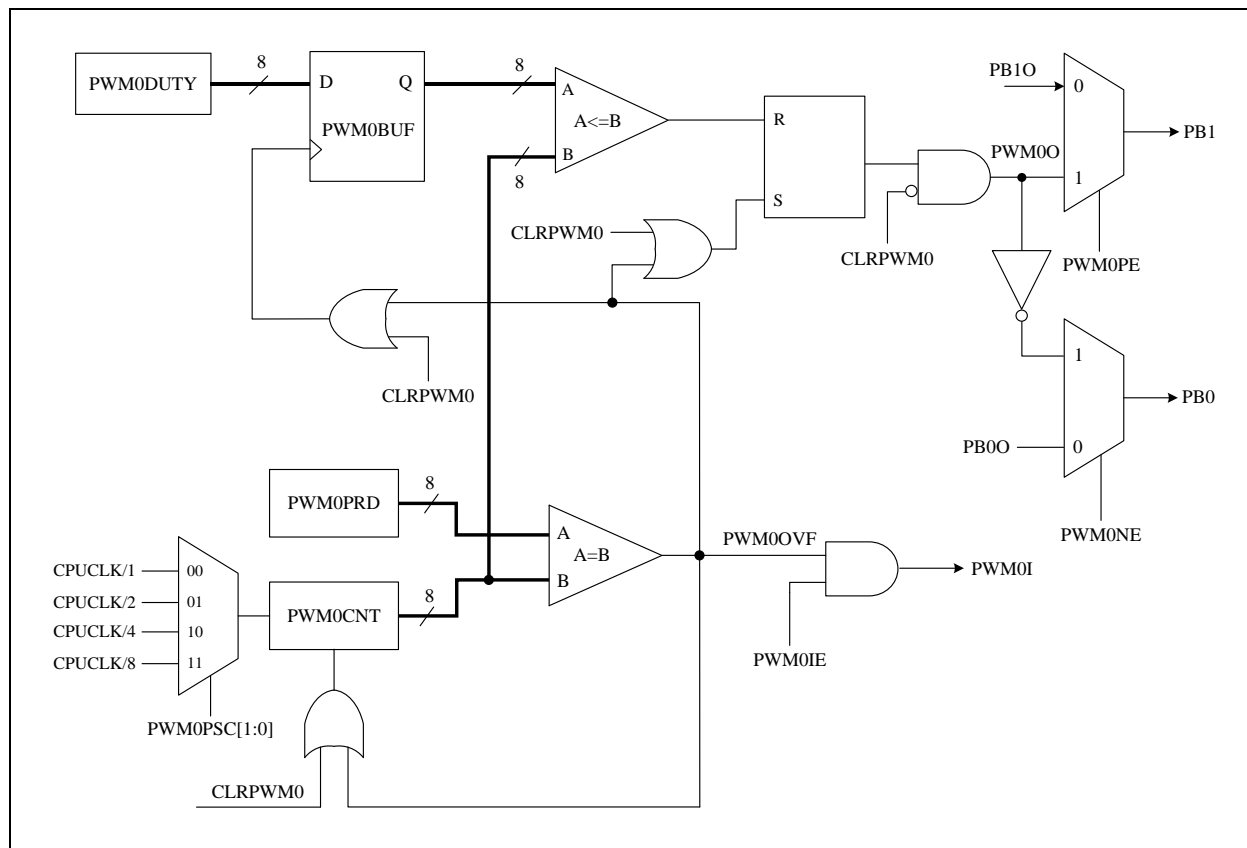 PWM0DUTY
8
D
Q
PWM0BUF
8
A
A<=B
B
8
R
S
CLRPWM0
CLRPWM0
PWM0O
PB1O
0
1
PB1
PWM0PE
CLRPWM0
1
0
PB0
PB0O
PWM0NE
PWM0PRD
8
A
A=B
B
PWM0OVF
PWM0I
PWM0IE
CPUCLK/1
00
CPUCLK/2
01
CPUCLK/4
10
CPUCLK/8
11
PWM0CNT
8
PWM0PSC[1:0]
CLRPWM0